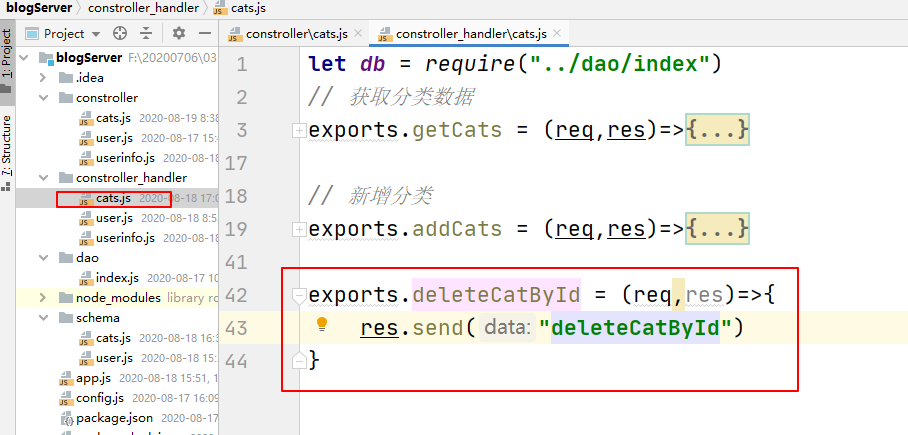 blogServer
constroller_handler
cats.js
Project
constroller\cats.js
constroller_handler\cats.js
1: Project
7: Structure
blogServer F:\20200706\03
.idea
constroller
cats.js 2020-08-19 8:38
user.js 2020-08-17 15:4
userinfo.js 2020-08-18
constroller_handler
cats.js 2020-08-18 17:0
user.js 2020-08-18 8:5
userinfo.js 2020-08-18
dao
index.js 2020-08-17 10
node_modules library ro
schema
cats.js 2020-08-18 16:3
user.js 2020-08-18 15:
app.js 2020-08-18 15:51, 1
config.js 2020-08-17 16:09
package.json 2020-08-17
1 let db = require("../dao/index")
2 // 获取分类数据
3 exports.getCats = (req,res)=>{...}
17
18 // 新增分类
19 exports.addCats = (req,res)=>{...}
41
42 exports.deleteCatById = (req,res)=>{
43 res.send( data: "deleteCatById")
44 }